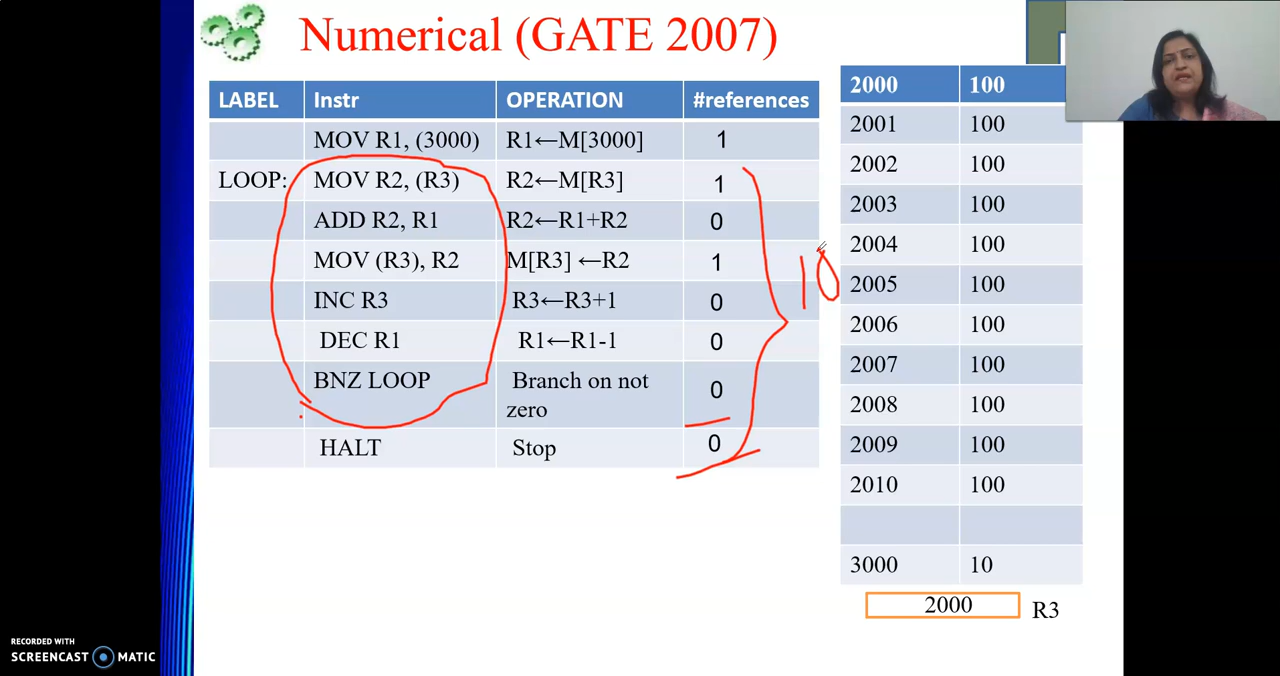 Numerical (GATE 2007)
LABEL Instr OPERATION #references
MOV R1, (3000) R1←M[3000] 1
LOOP: MOV R2, (R3) R2←M[R3] 1
ADD R2, R1 R2←R1+R2 0
MOV (R3), R2 M[R3] ←R2 1
INC R3 R3←R3+1 0
DEC R1 R1←R1-1 0
BNZ LOOP Branch on not 0
zero
HALT Stop 0
10
2000 100
2001 100
2002 100
2003 100
2004 100
2005 100
2006 100
2007 100
2008 100
2009 100
2010 100
3000 10
2000 R3
RECORDED WITH
SCREENCAST MATIC